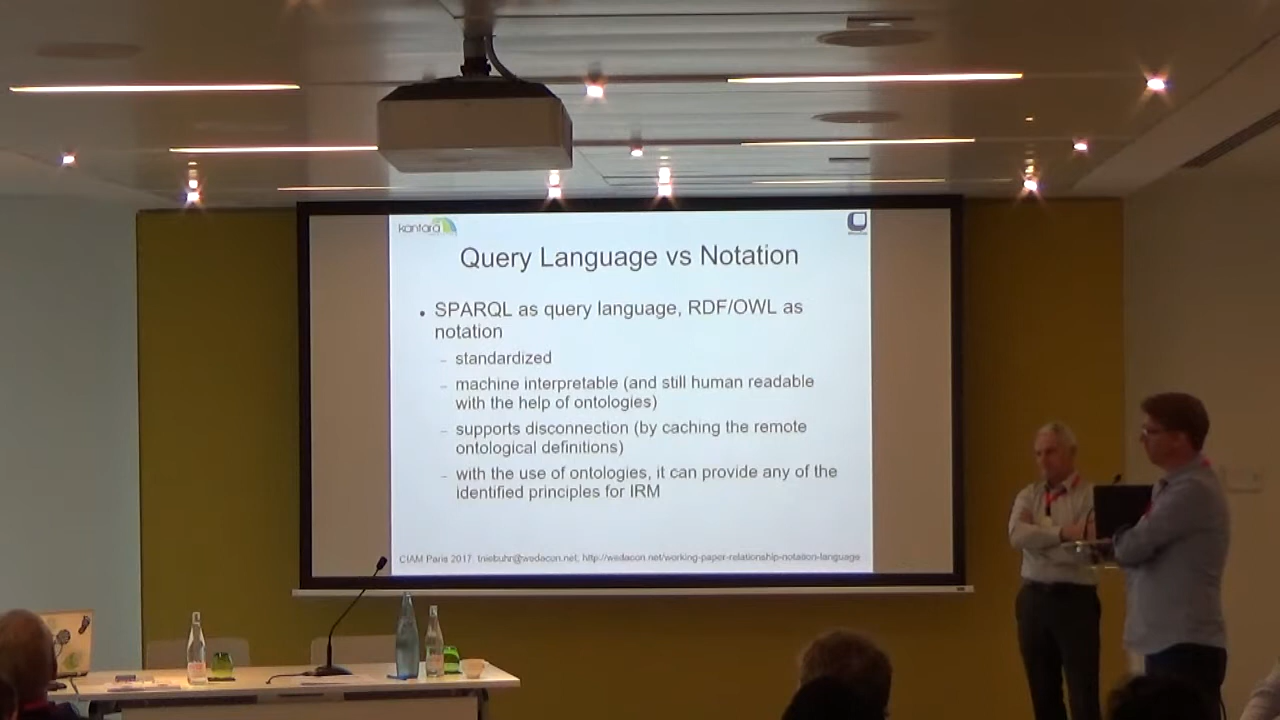 kantara
Query Language vs Notation
• SPARQL as query language, RDF/OWL as
notation
– standardized
– machine interpretable (and still human readable
with the help of ontologies)
– supports disconnection (by caching the remote
ontological definitions)
– with the use of ontologies, it can provide any of the
identified principles for IRM
CIAM Paris 2017. tniebuhr@wedacon.net; http://wedacon.net/working-paper-relationship-notation-language